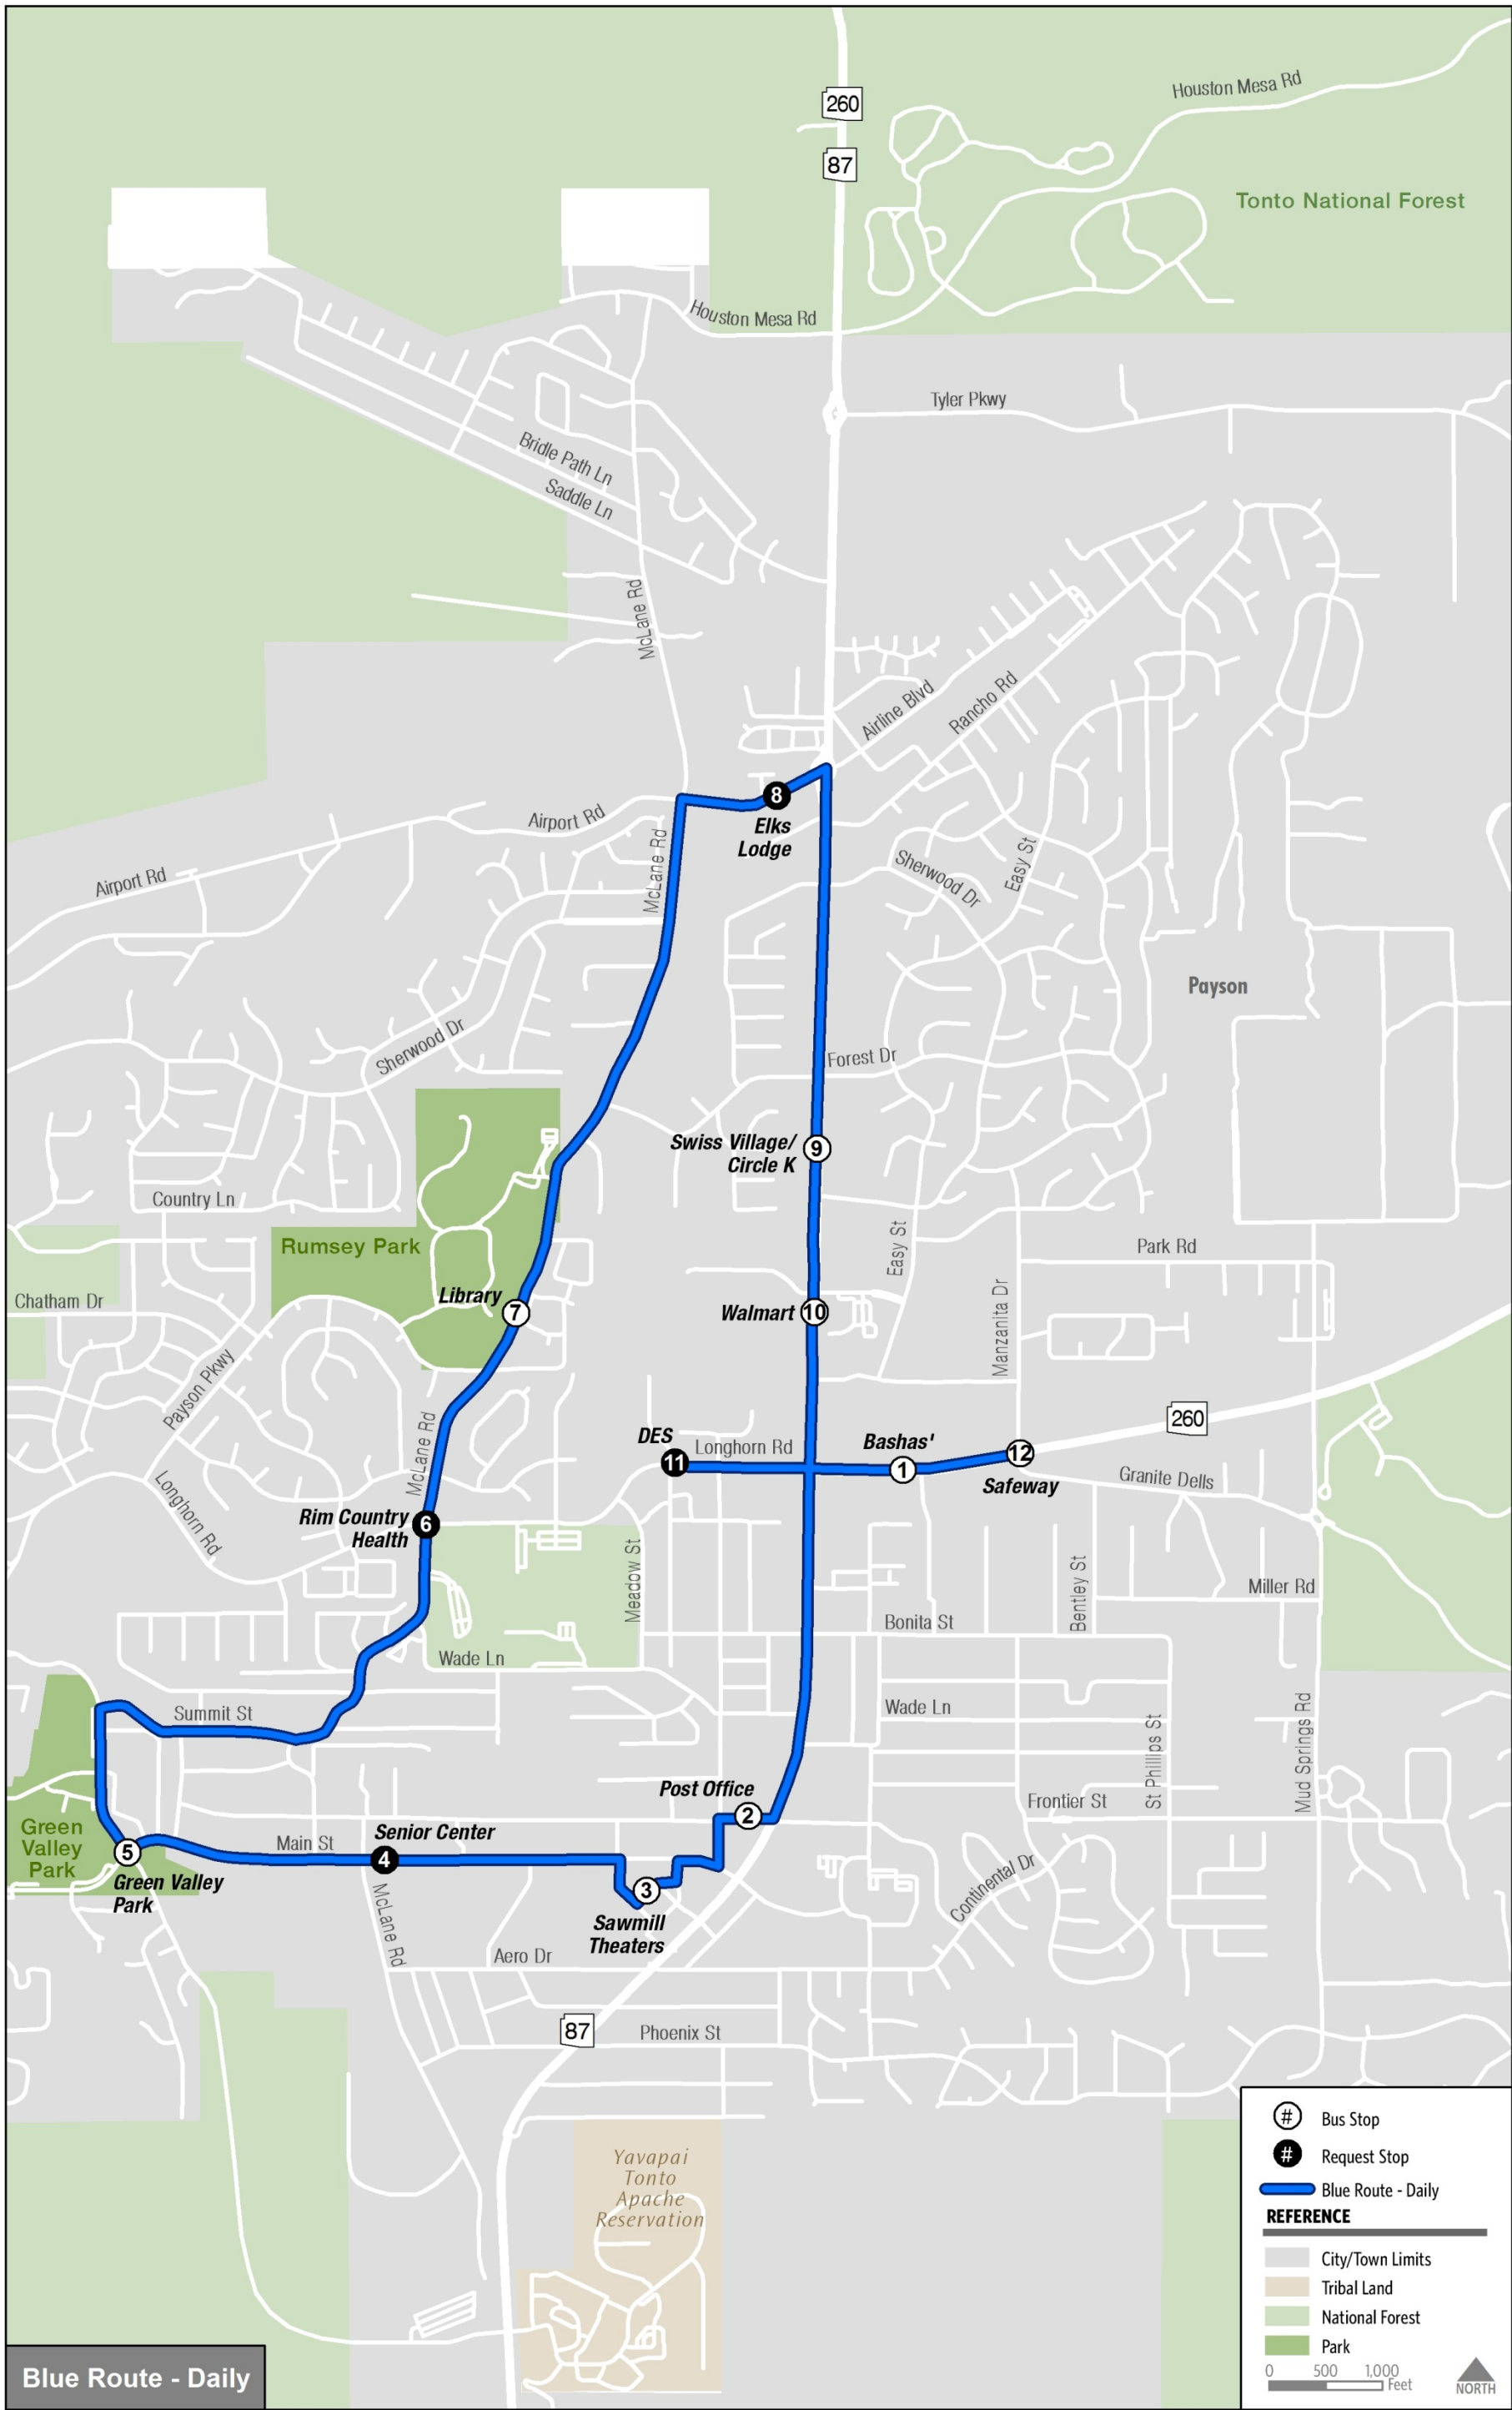 260
Houston Mesa Rd
87
Tonto National Forest
Houston Mesa Rd
Tyler Pkwy
Bridle Path Ln
Saddle Ln
McLane Rd
Airline Blvd
Rancho Rd
8
Elks
Lodge
Airport Rd
McLane Rd
Sherwood Dr
Easy St
Airport Rd
Payson
Sherwood Dr
Forest Dr
Swiss Village/
Circle K
9
Country Ln
Rumsey Park
Easy St
Park Rd
Library
7
Chatham Dr
Walmart
10
Manzanita Dr
Payson Pkwy
260
McLane Rd
DES
11
Longhorn Rd
Bashas'
1
12
Safeway
Granite Dells
Longhorn Rd
Rim Country
Health
6
Meadow St
Bentley St
Miller Rd
Bonita St
Wade Ln
Summit St
Wade Ln
St Phillips St
Mud Springs Rd
Post Office
2
Frontier St
Green
Valley
Park
5
Green Valley
Park
Main St
Senior Center
4
McLane Rd
3
Sawmill
Theaters
Continental Dr
Aero Dr
87
Phoenix St
Yavapai
Tonto
Apache
Reservation
# Bus Stop
# Request Stop
Blue Route - Daily
REFERENCE
City/Town Limits
Tribal Land
National Forest
Park
0 500 1,000
Feet
NORTH
Blue Route - Daily